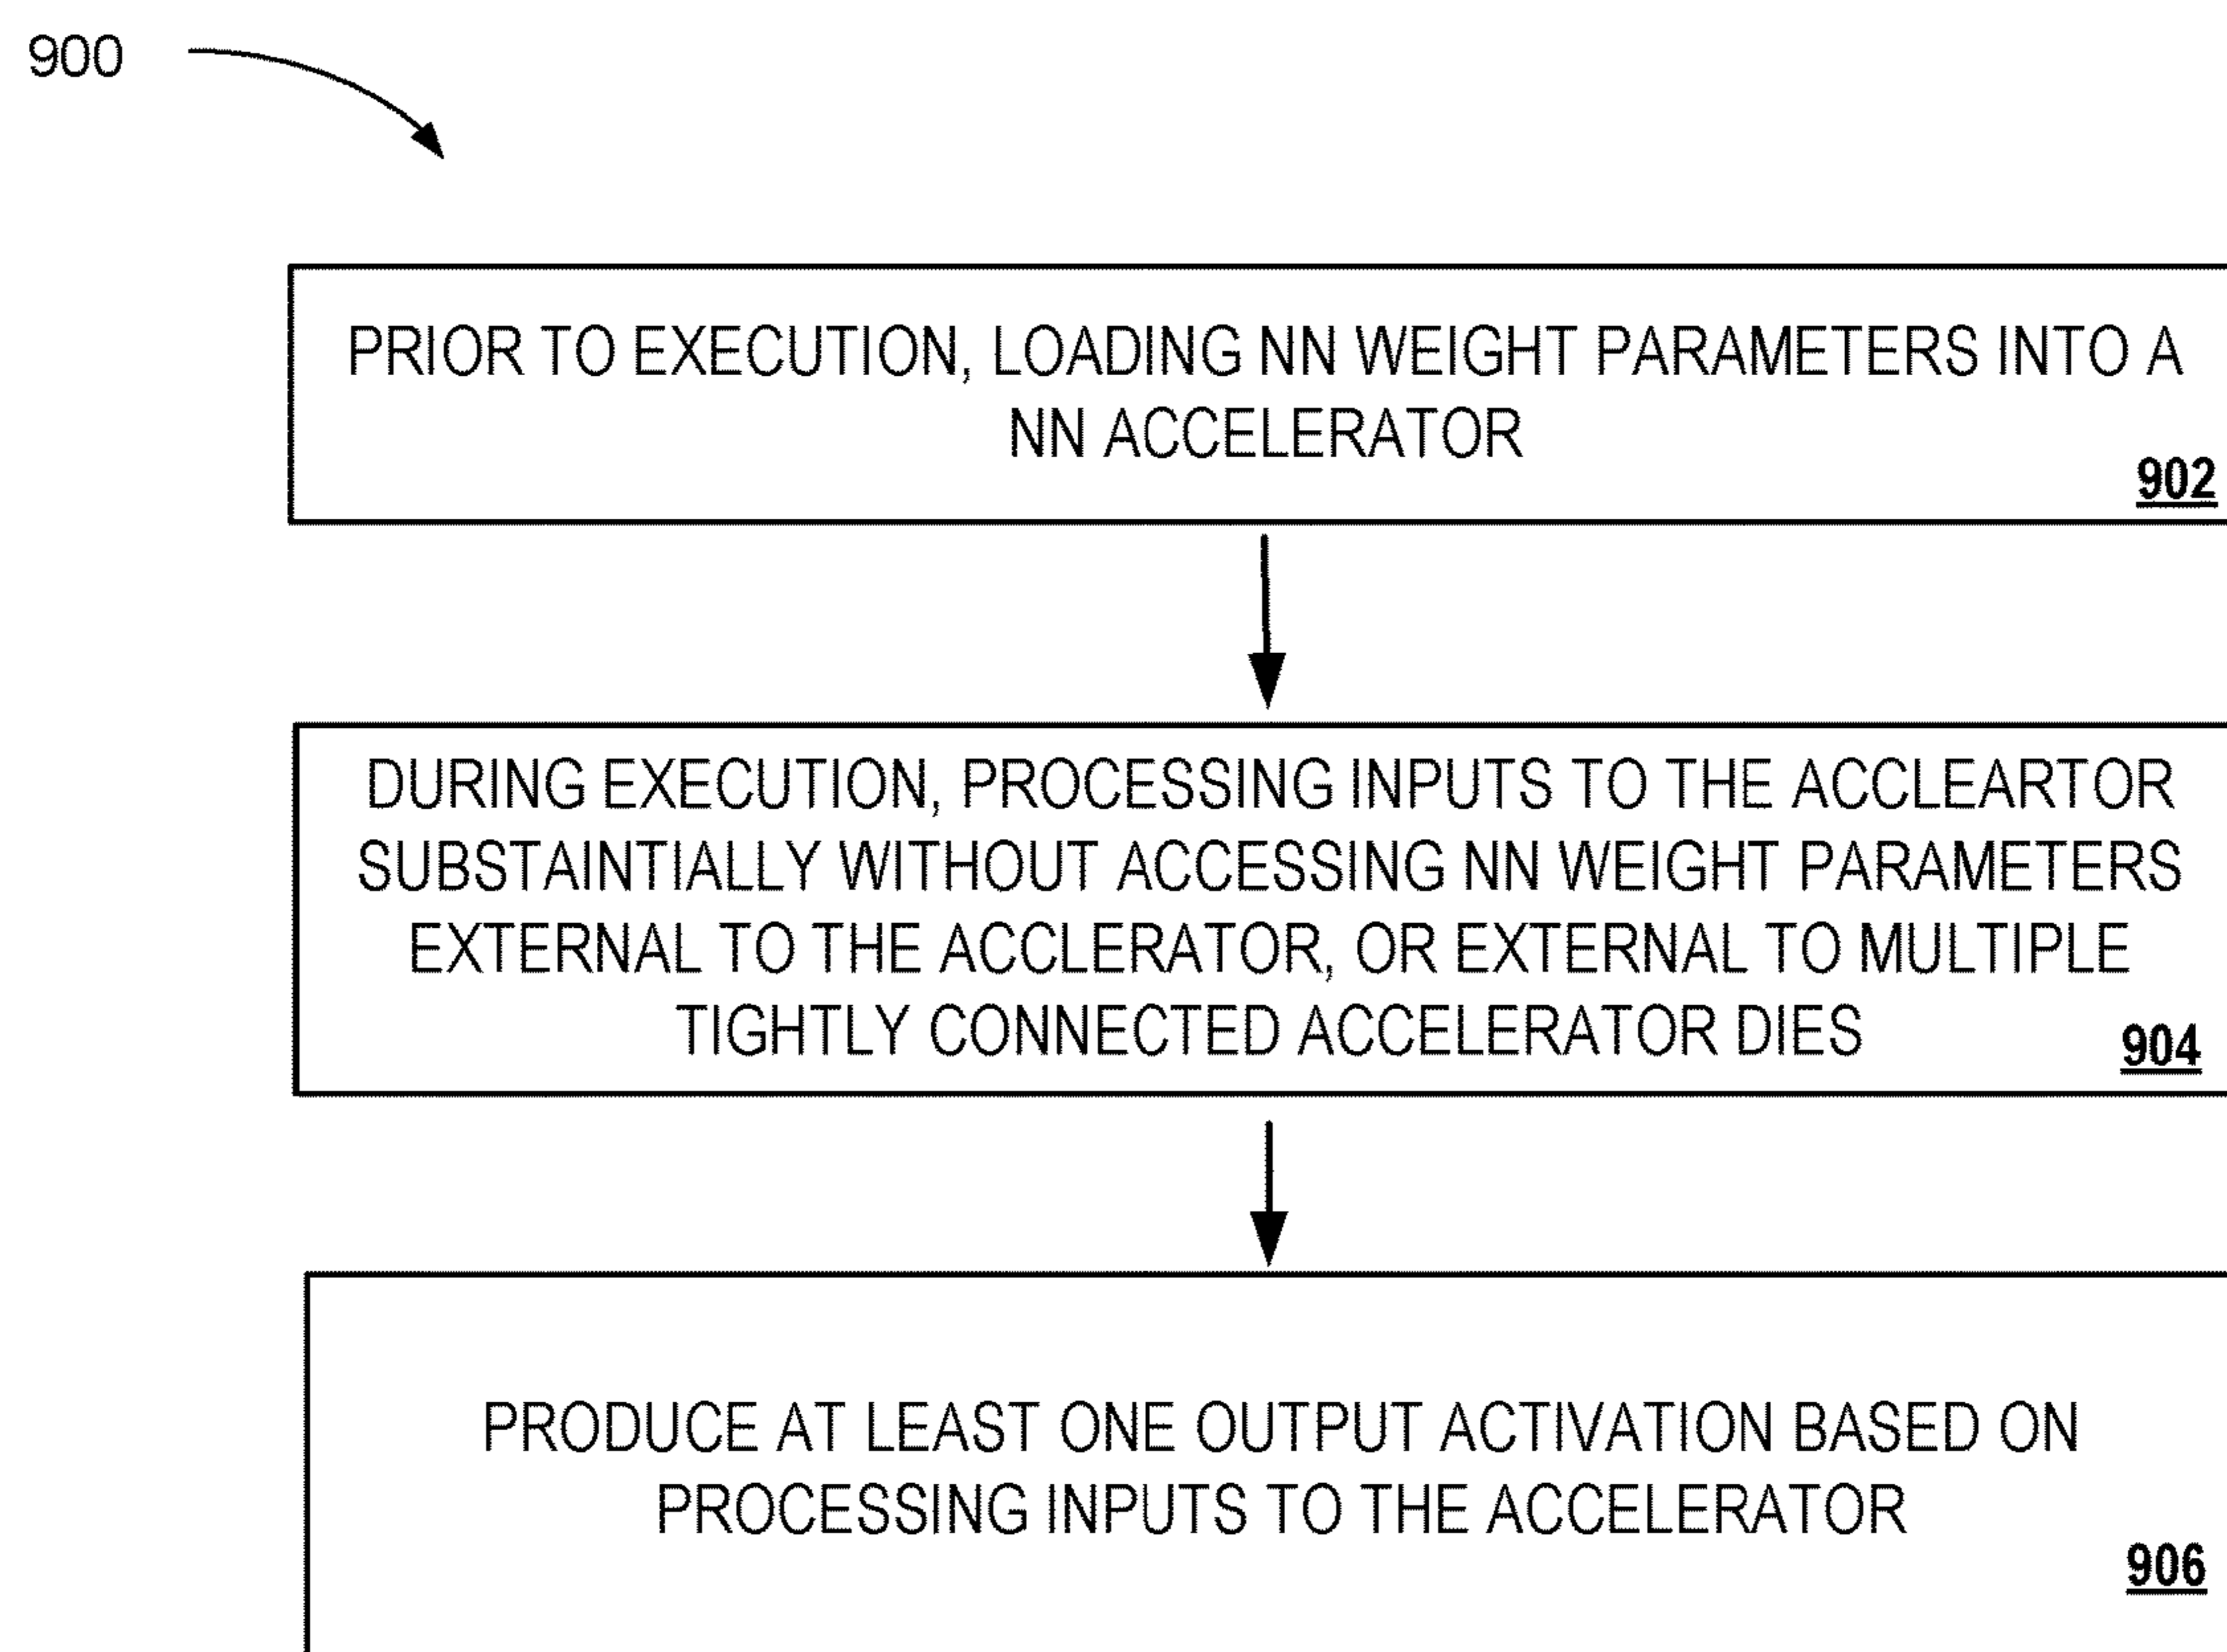 900
PRIOR TO EXECUTION, LOADING NN WEIGHT PARAMETERS INTO A
NN ACCELERATOR
902
DURING EXECUTION, PROCESSING INPUTS TO THE ACCLEARTOR
SUBSTAINTIALLY WITHOUT ACCESSING NN WEIGHT PARAMETERS
EXTERNAL TO THE ACCLERATOR, OR EXTERNAL TO MULTIPLE
TIGHTLY CONNECTED ACCELERATOR DIES
904
PRODUCE AT LEAST ONE OUTPUT ACTIVATION BASED ON
PROCESSING INPUTS TO THE ACCELERATOR
906